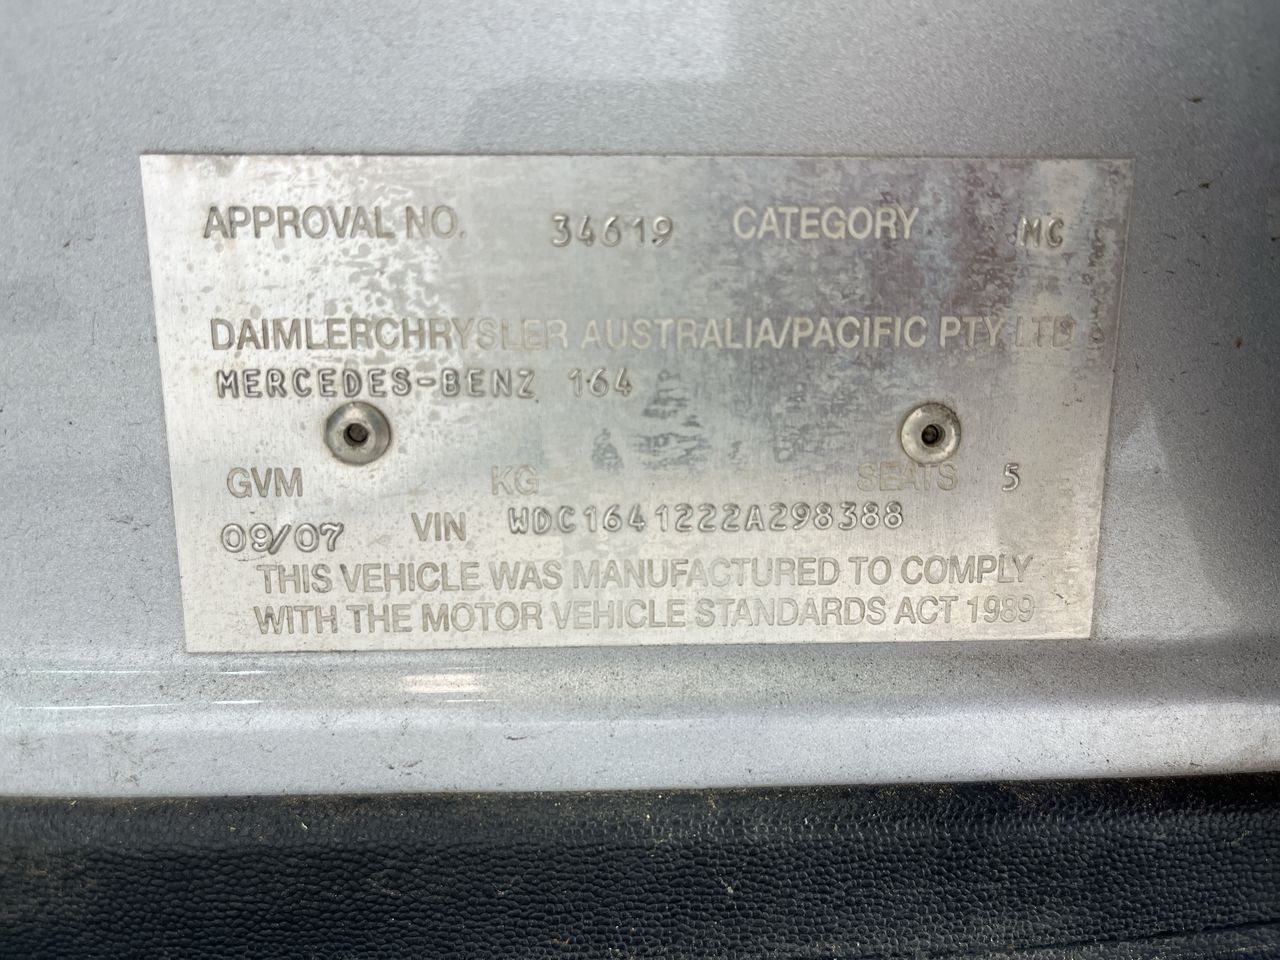 APPROVAL NO. 34619 CATEGORY MC
DAIMLERCHRYSLER AUSTRALIA/PACIFIC PTY LTD
MERCEDES-BENZ 164
GVM KG SEATS 5
09/07 VIN WDC1641222A298388
THIS VEHICLE WAS MANUFACTURED TO COMPLY
WITH THE MOTOR VEHICLE STANDARDS ACT 1989